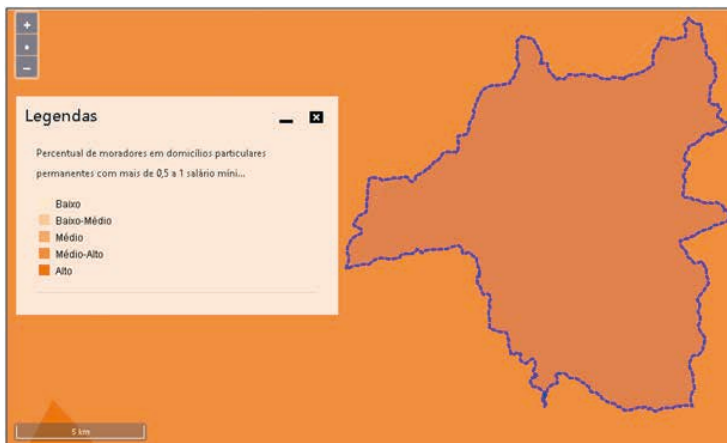 +
•
−
Legendas
Percentual de moradores em domicílios particulares
permanentes com mais de 0,5 a 1 salário míni...
Baixo
Baixo-Médio
Médio
Médio-Alto
Alto
5 km